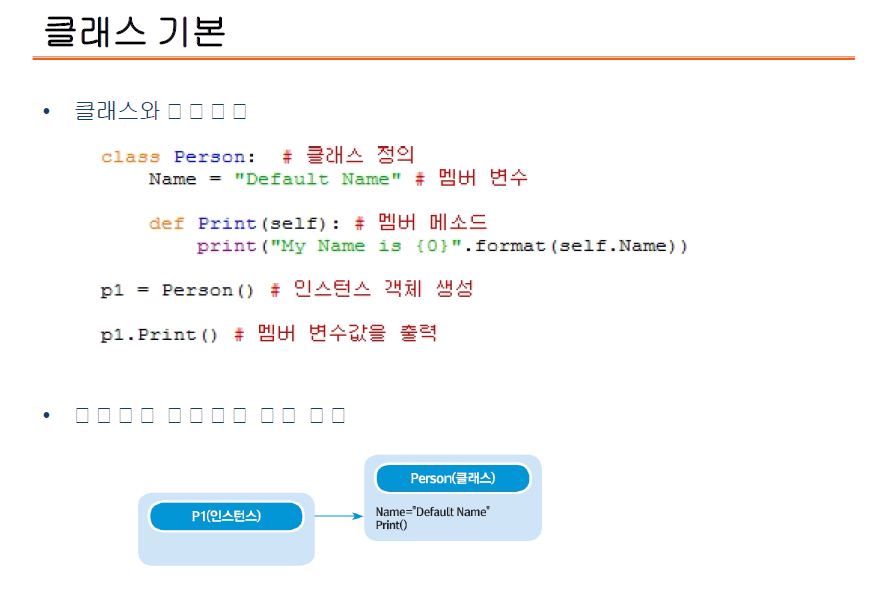 클래스 기본
• 클래스와
class Person: # 클래스 정의
Name = "Default Name" # 멤버 변수
def Print(self): # 멤버 메소드
print("My Name is {0}".format(self.Name))
p1 = Person() # 인스턴스 객체 생성
p1.Print() # 멤버 변수값을 출력
Person(클래스)
Name="Default Name"
Print()
P1(인스턴스)